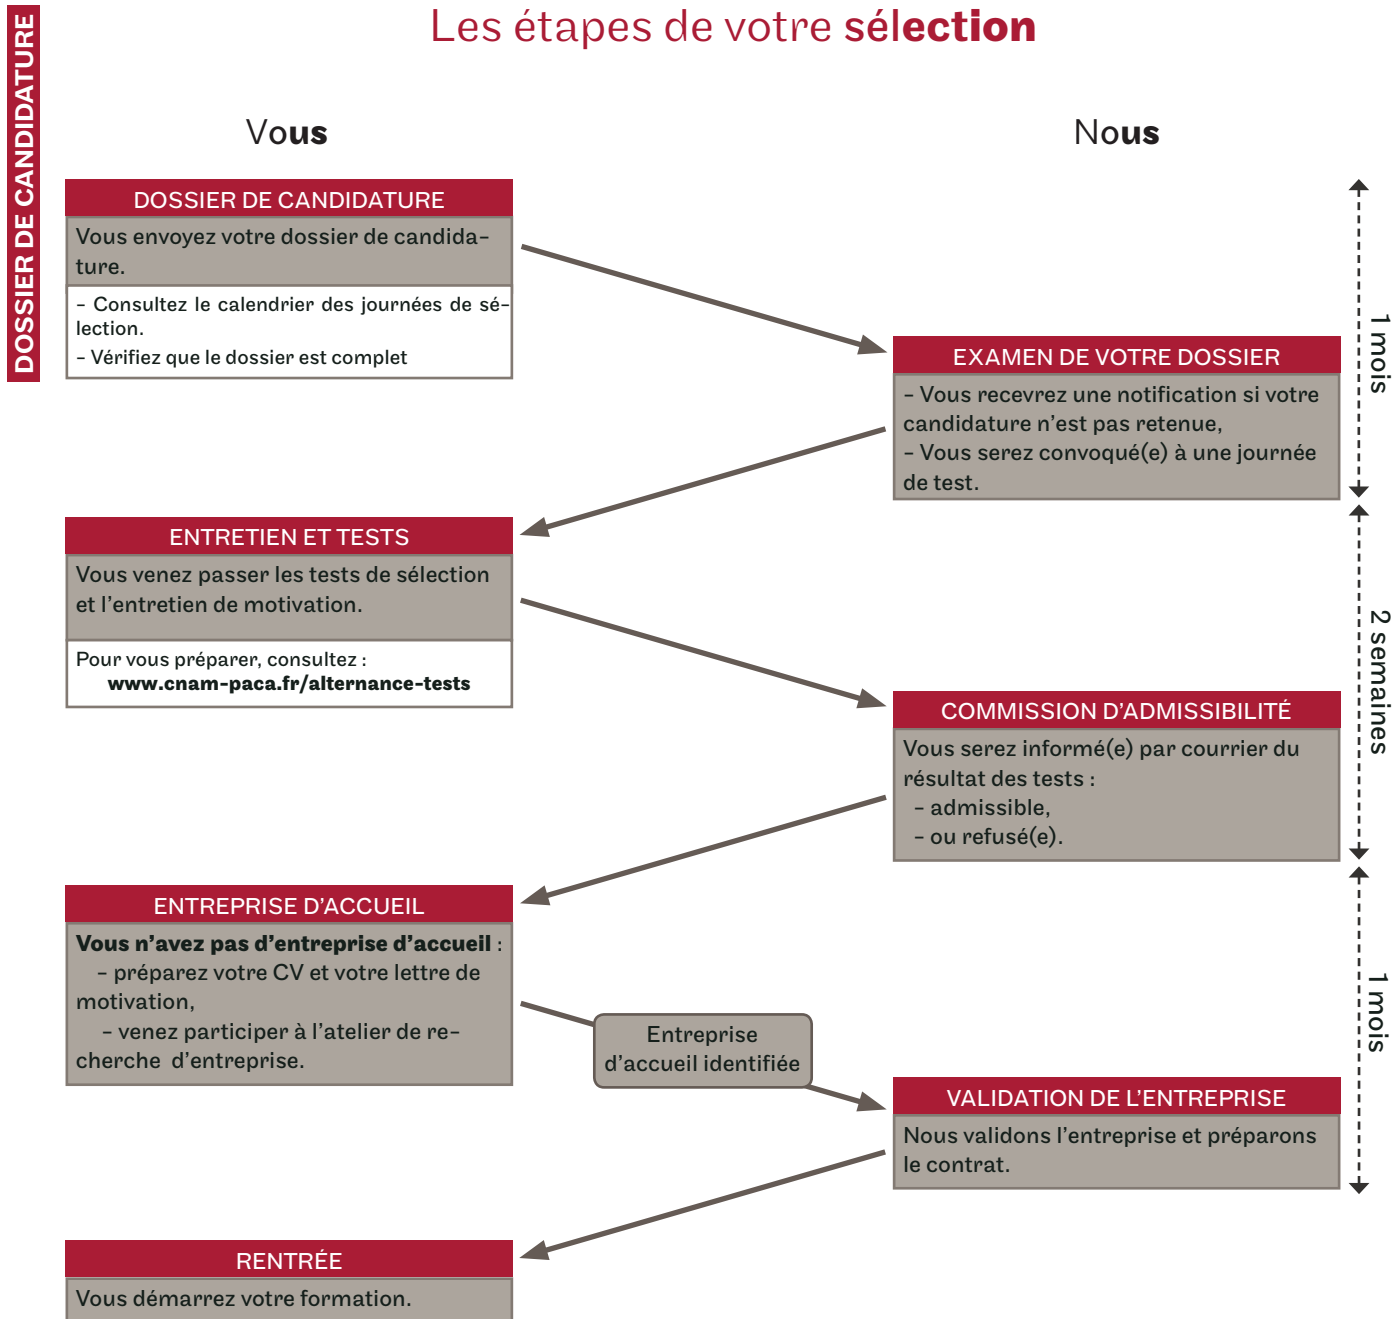 DOSSIER DE CANDIDATURE
Les étapes de votre sélection
Vous
Nous
DOSSIER DE CANDIDATURE
Vous envoyez votre dossier de candida-
ture.
- Consultez le calendrier des journées de sé-
lection.
- Vérifiez que le dossier est complet
EXAMEN DE VOTRE DOSSIER
- Vous recevrez une notification si votre
candidature n'est pas retenue,
- Vous serez convoqué(e) à une journée
de test.
1 mois
ENTRETIEN ET TESTS
Vous venez passer les tests de sélection
et l'entretien de motivation.
Pour vous préparer, consultez :
www.cnam-paca.fr/alternance-tests
2 semaines
COMMISSION D'ADMISSIBILITÉ
Vous serez informé(e) par courrier du
résultat des tests :
- admissible,
- ou refusé(e).
ENTREPRISE D'ACCUEIL
Vous n'avez pas d'entreprise d'accueil :
- préparez votre CV et votre lettre de
motivation,
- venez participer à l'atelier de re-
cherche d'entreprise.
Entreprise
d'accueil identifiée
1 mois
VALIDATION DE L'ENTREPRISE
Nous validons l'entreprise et préparons
le contrat.
RENTRÉE
Vous démarrez votre formation.